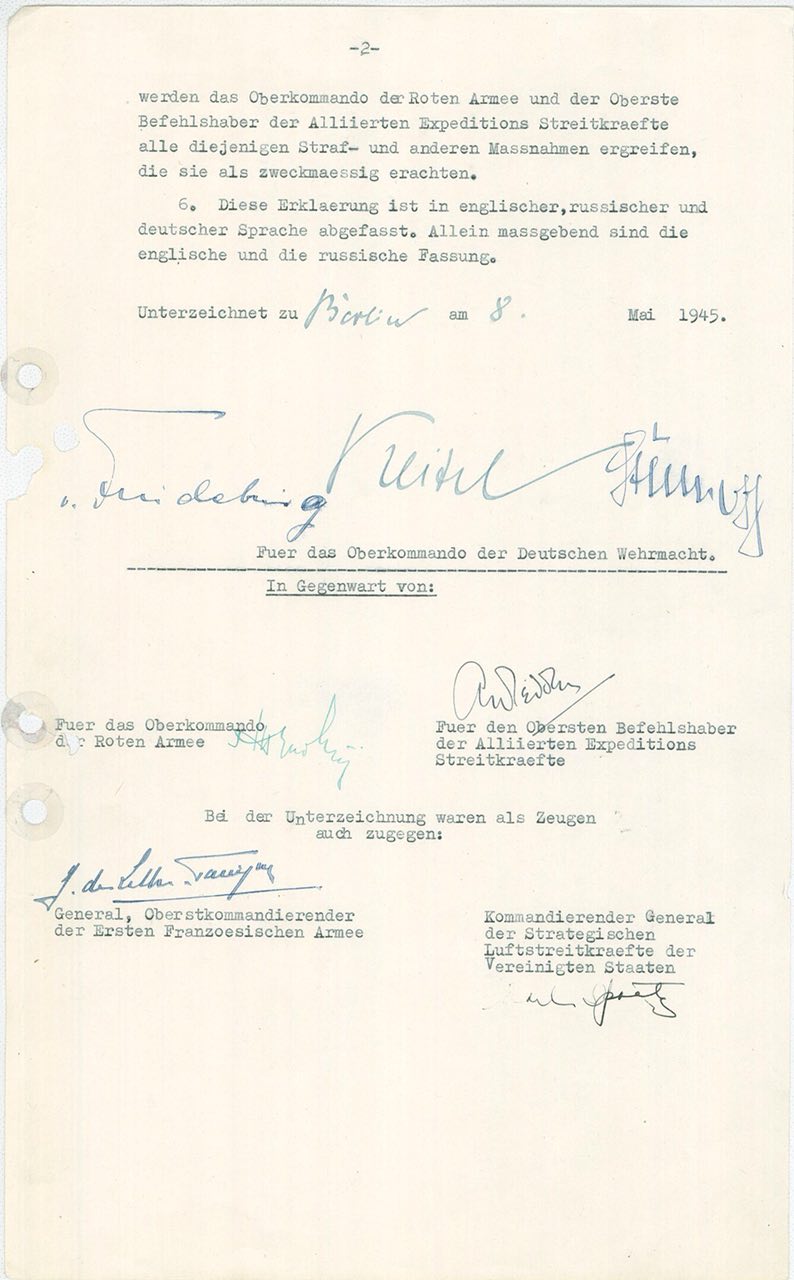 -2-
werden das Oberkommando der Roten Armee und der Oberste
Befehlshaber der Alliierten Expeditions Streitkraefte
alle diejenigen Straf- und anderen Massnahmen ergreifen,
die sie als zweckmaessig erachten.
6. Diese Erklaerung ist in englischer,russischer und
deutscher Sprache abgefasst. Allein massgebend sind die
englische und die russische Fassung.
Unterzeichnet zu Berlin am 8. Mai 1945.
v. Friedeburg Keitel Stumpff
Fuer das Oberkommando der Deutschen Wehrmacht.
In Gegenwart von:
Fuer das Oberkommando
der Roten Armee
Fuer den Obersten Befehlshaber
der Alliierten Expeditions
Streitkraefte
Bei der Unterzeichnung waren als Zeugen
auch zugegen:
General, Oberstkommandierender
der Ersten Franzoesischen Armee
Kommandierender General
der Strategischen
Luftstreitkraefte der
Vereinigten Staaten
Spaatz